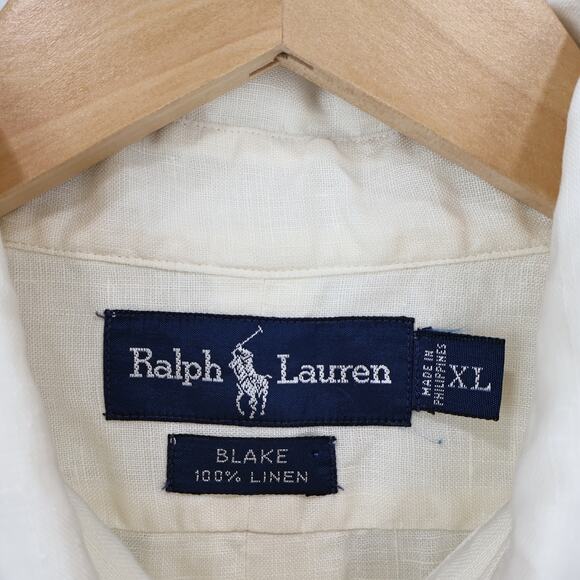 Ralph Lauren
MADE IN
PHILIPPINES
XL
BLAKE
100% LINEN